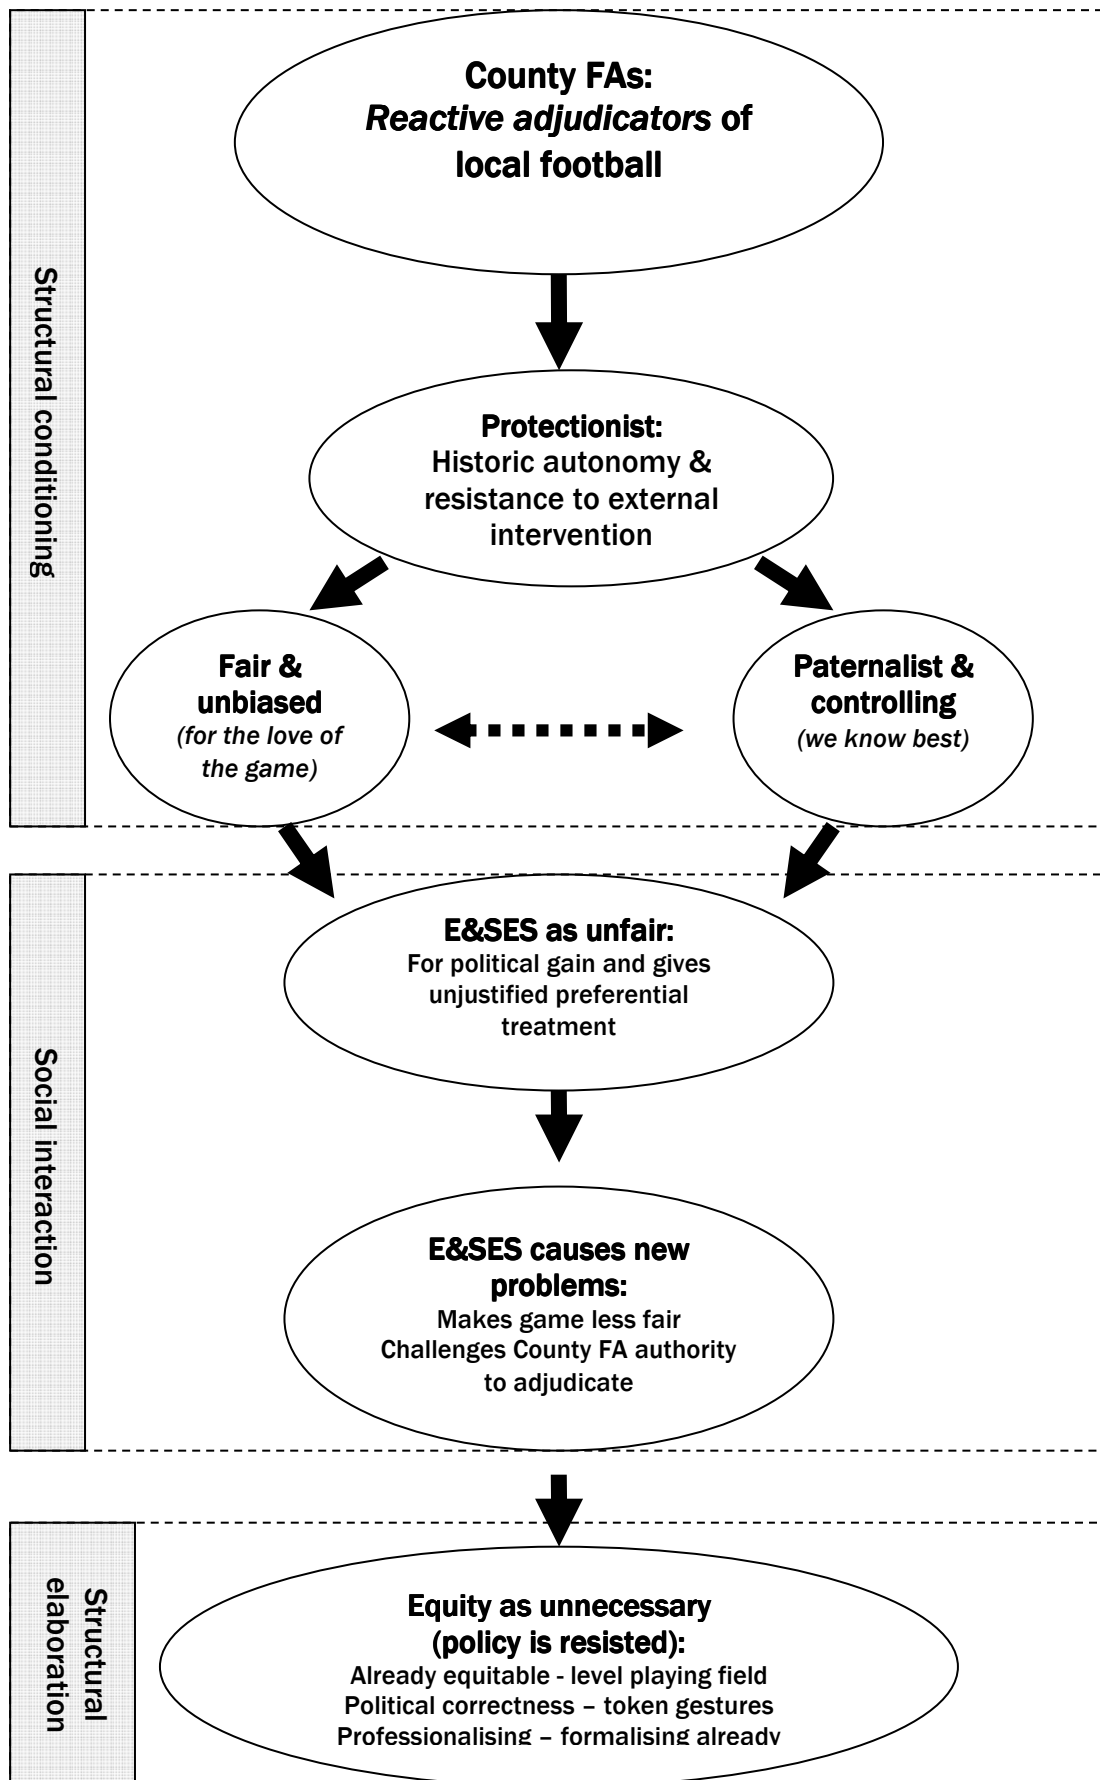 Structural conditioning
County FAs:
Reactive adjudicators of
local football
Protectionist:
Historic autonomy &
resistance to external
intervention
Fair &
unbiased
(for the love of
the game)
Paternalist &
controlling
(we know best)
Social interaction
E&SES as unfair:
For political gain and gives
unjustified preferential
treatment
E&SES causes new
problems:
Makes game less fair
Challenges County FA authority
to adjudicate
Structural
elaboration
Equity as unnecessary
(policy is resisted):
Already equitable - level playing field
Political correctness – token gestures
Professionalising – formalising already